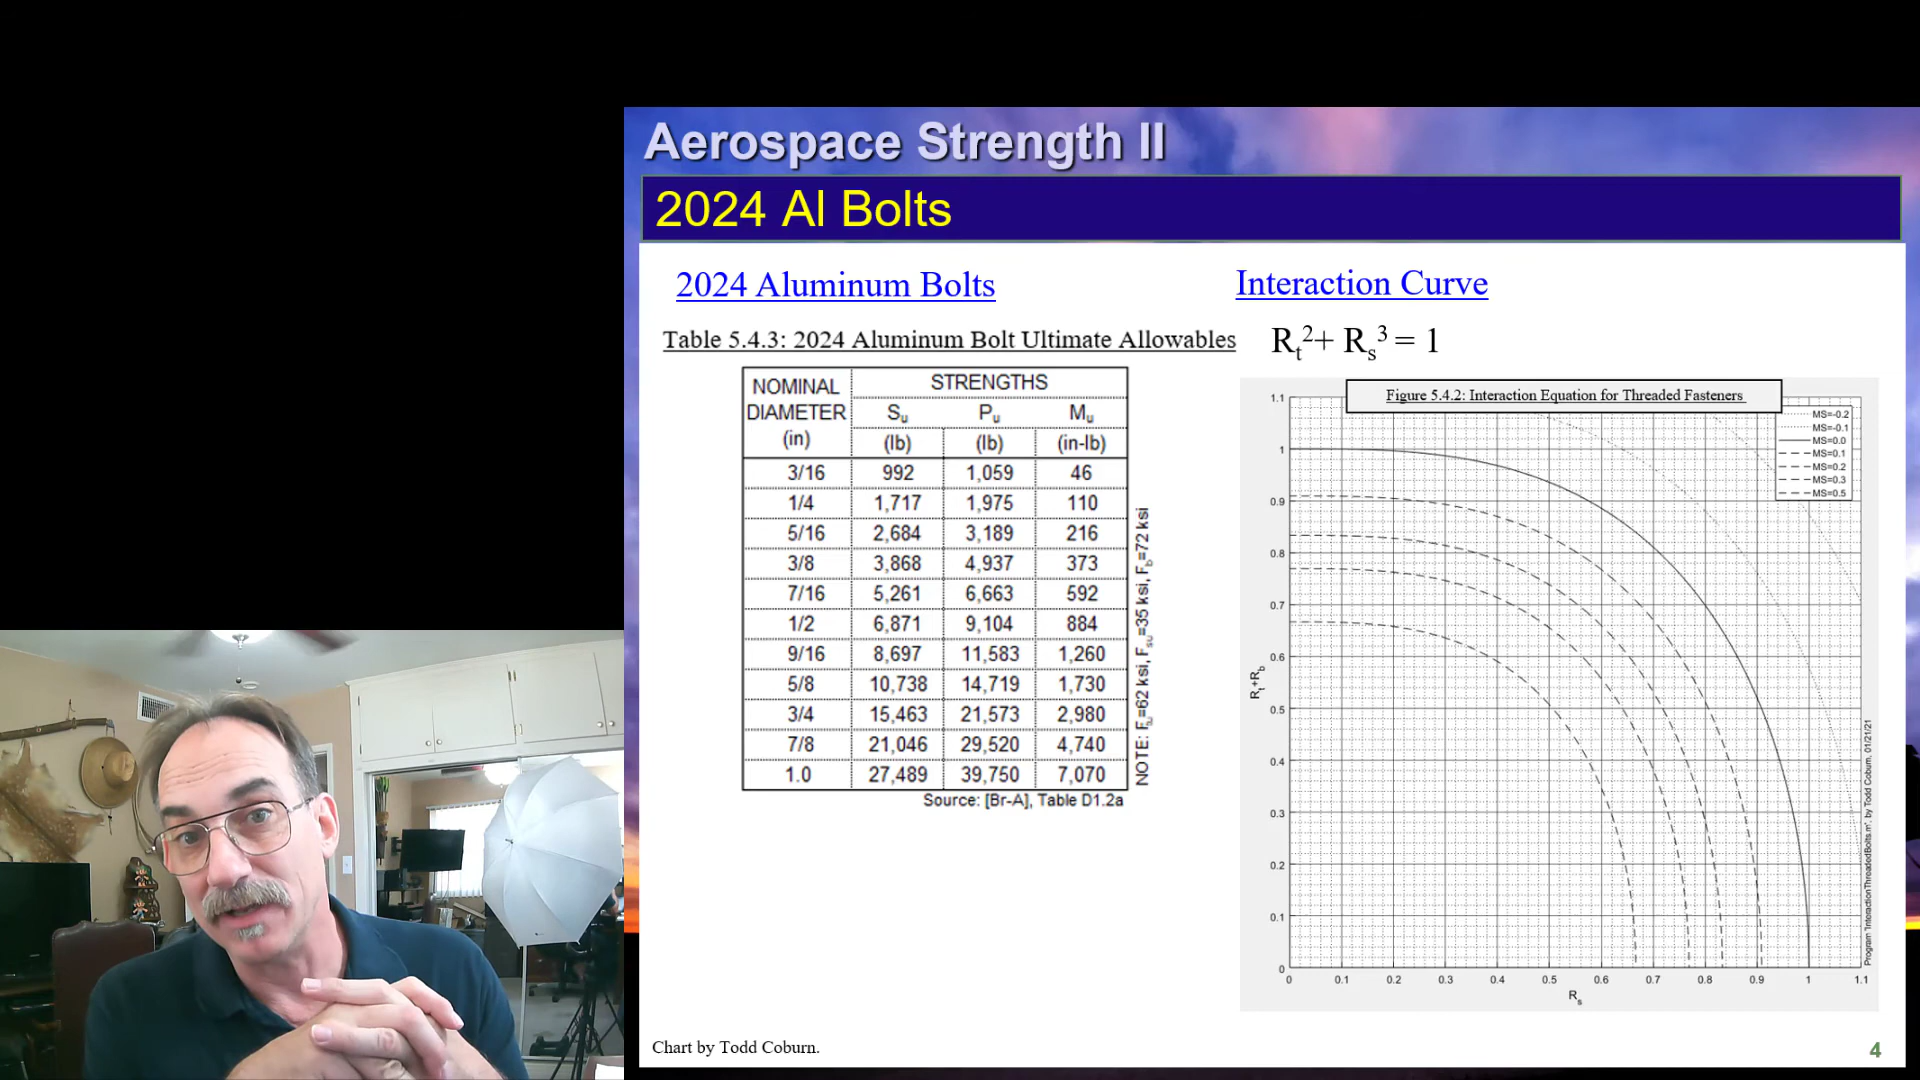 Aerospace Strength II
2024 Al Bolts
2024 Aluminum Bolts
Table 5.4.3: 2024 Aluminum Bolt Ultimate Allowables
NOMINAL DIAMETER (in) STRENGTHS
Su Pu Mu
(lb) (lb) (in-lb)
3/16 992 1,059 46
1/4 1,717 1,975 110
5/16 2,684 3,189 216
3/8 3,868 4,937 373
7/16 5,261 6,663 592
1/2 6,871 9,104 884
9/16 8,697 11,583 1,260
5/8 10,738 14,719 1,730
3/4 15,463 21,573 2,980
7/8 21,046 29,520 4,740
1.0 27,489 39,750 7,070
Source: [Br-A], Table D1.2a
NOTE: Ftu=62 ksi, Fsu=35 ksi, Fb=72 ksi
Interaction Curve
Rt2+ Rs3 = 1
Figure 5.4.2: Interaction Equation for Threaded Fasteners
MS=-0.2
MS=-0.1
MS=0.0
MS=0.1
MS=0.2
MS=0.3
MS=0.5
1.1
1
0.9
0.8
0.7
0.6
0.5
0.4
0.3
0.2
0.1
0
Rt+Rb
0 0.1 0.2 0.3 0.4 0.5 0.6 0.7 0.8 0.9 1 1.1
Rs
Program "InteractionThreadedBolts.m", by Todd Coburn, 01/21/21
Chart by Todd Coburn.
4